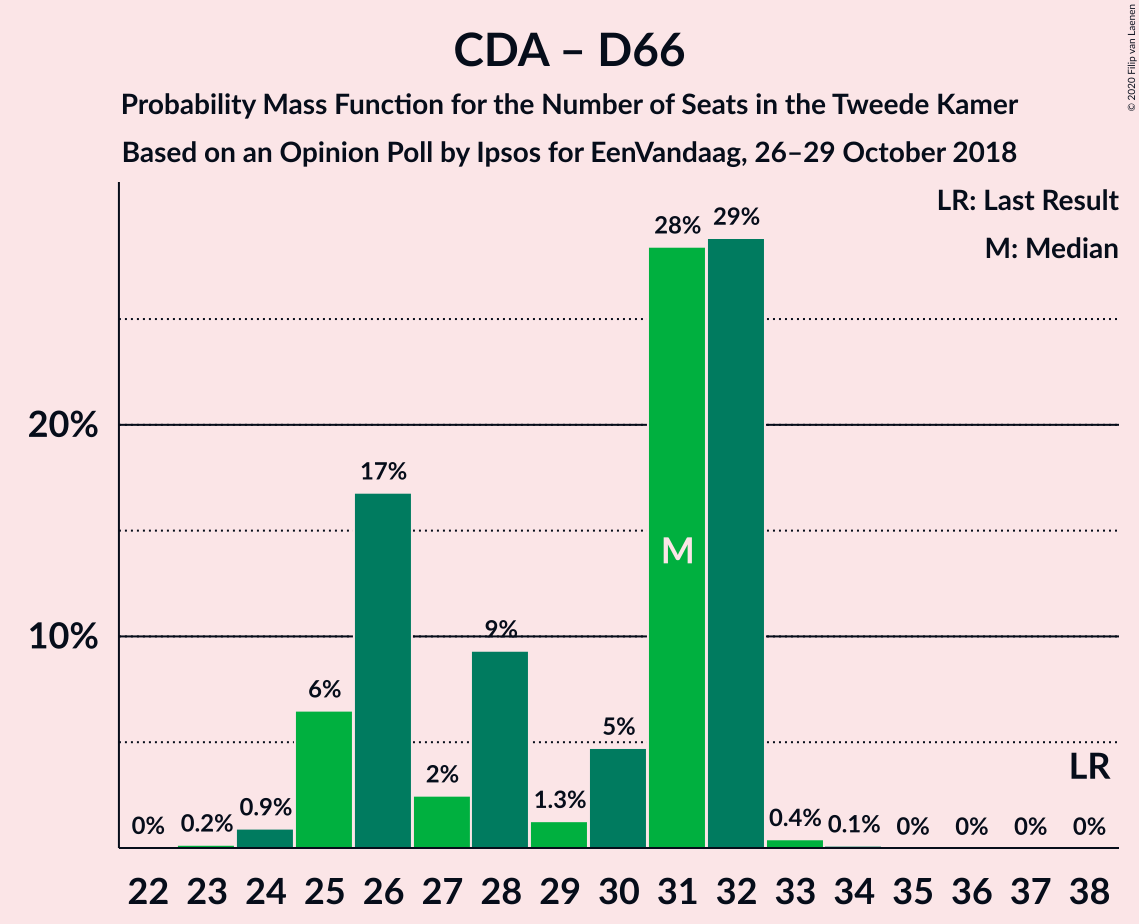 CDA – D66
Probability Mass Function for the Number of Seats in the Tweede Kamer
Based on an Opinion Poll by Ipsos for EenVandaag, 26–29 October 2018
© 2020 Filip van Laenen
LR: Last Result
M: Median
28% 29%
20%
17%
M
10%
9%
6%
5%
LR
2%
0% 0.2% 0.9% 1.3% 0.4% 0.1% 0% 0% 0% 0%
22 23 24 25 26 27 28 29 30 31 32 33 34 35 36 37 38